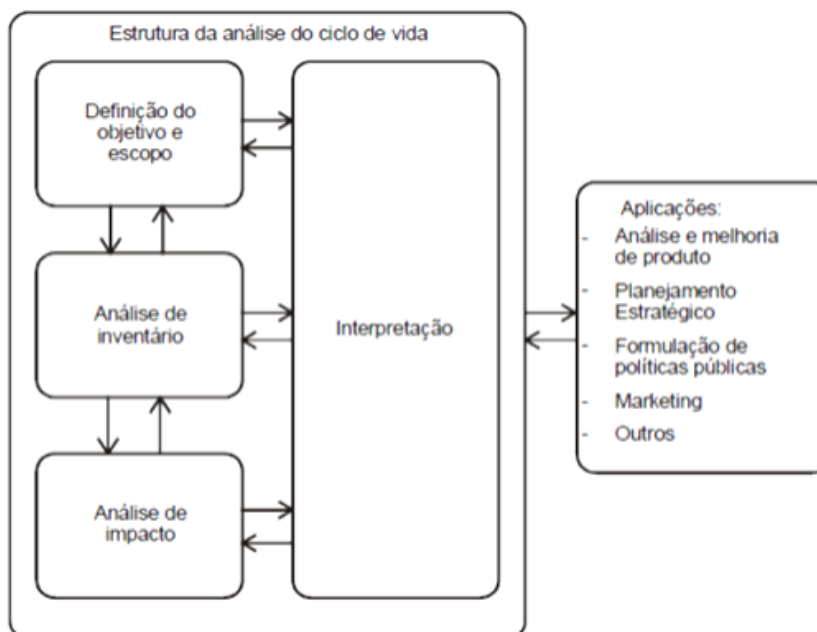 Estrutura da análise do ciclo de vida
Definição do
objetivo e
escopo
Análise de
inventário
Análise de
impacto
Interpretação
Aplicações:
- Análise e melhoria
de produto
- Planejamento
Estratégico
- Formulação de
políticas públicas
- Marketing
- Outros